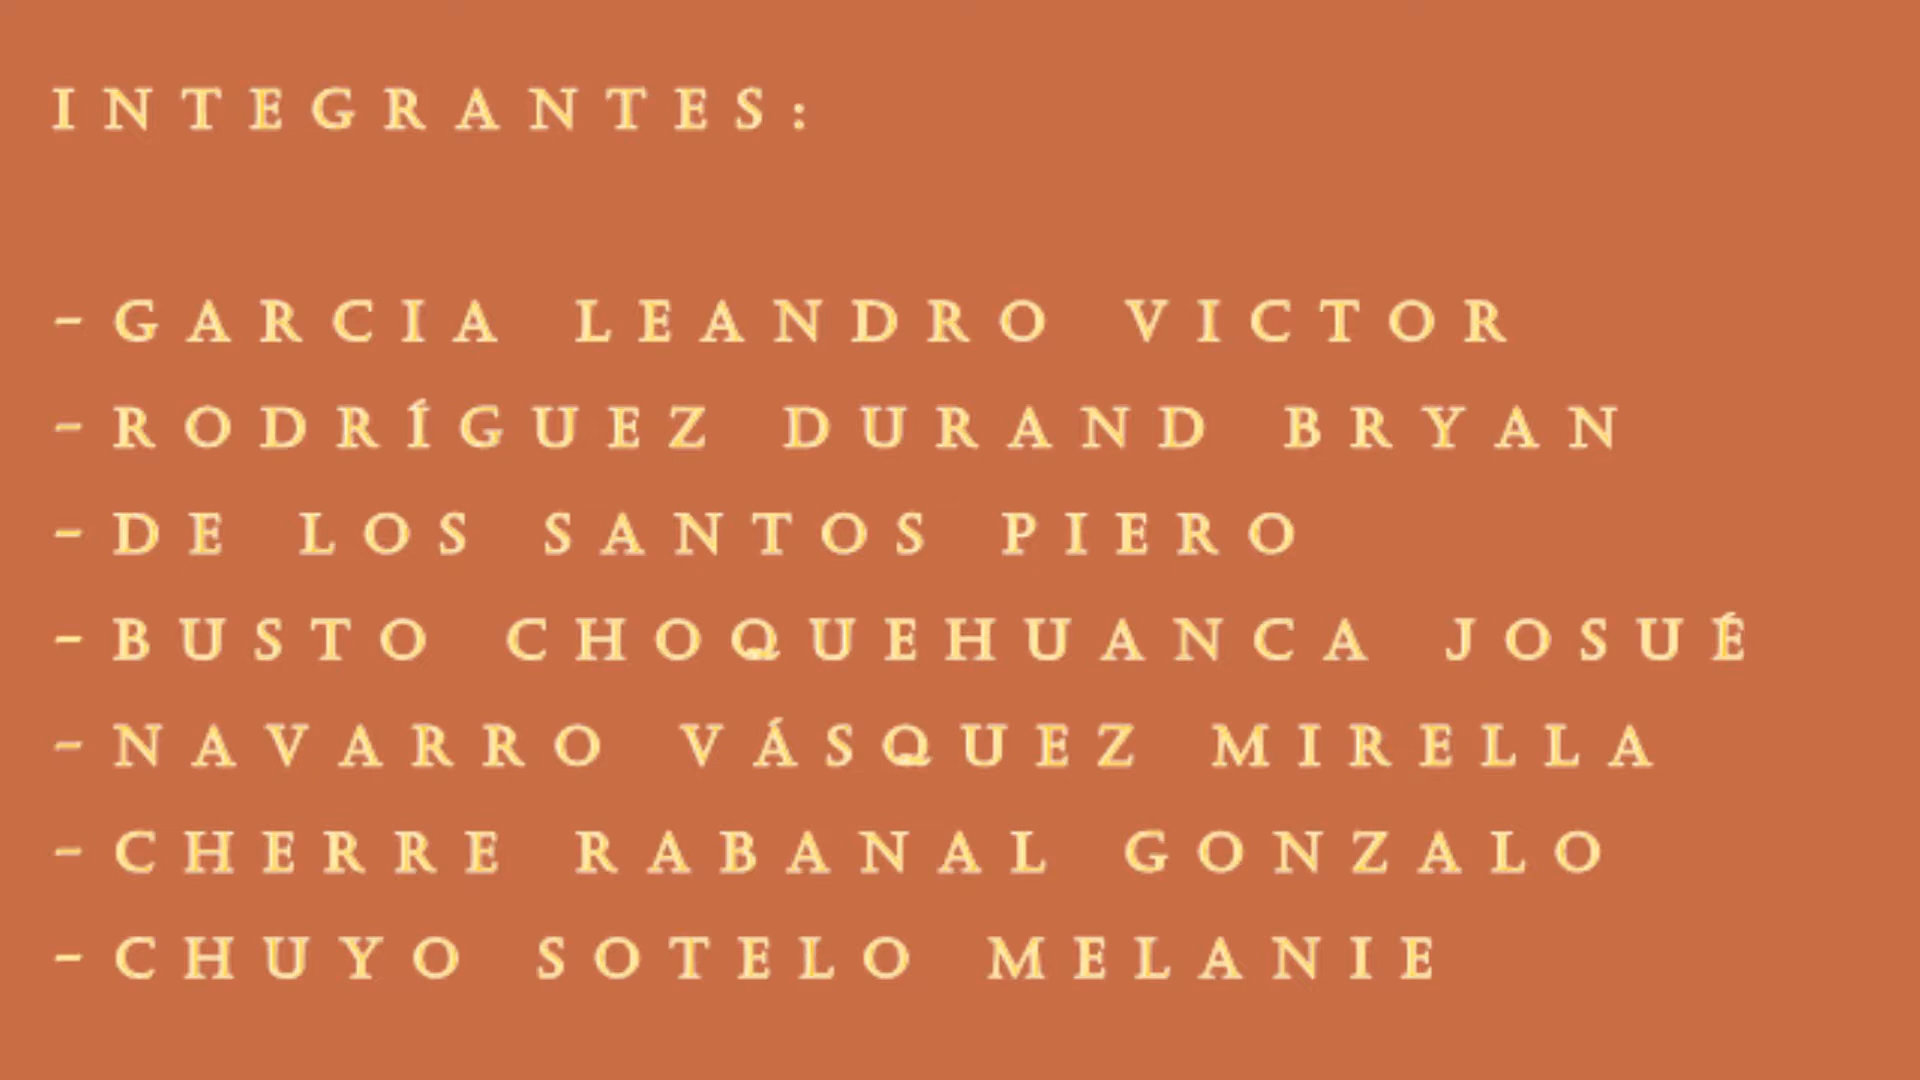 INTEGRANTES:
-GARCIA LEANDRO VICTOR
-RODRÍGUEZ DURAND BRYAN
-DE LOS SANTOS PIERO
-BUSTO CHOQUEHUANCA JOSUÉ
-NAVARRO VÁSQUEZ MIRELLA
-CHERRE RABANAL GONZALO
-CHUYO SOTELO MELANIE